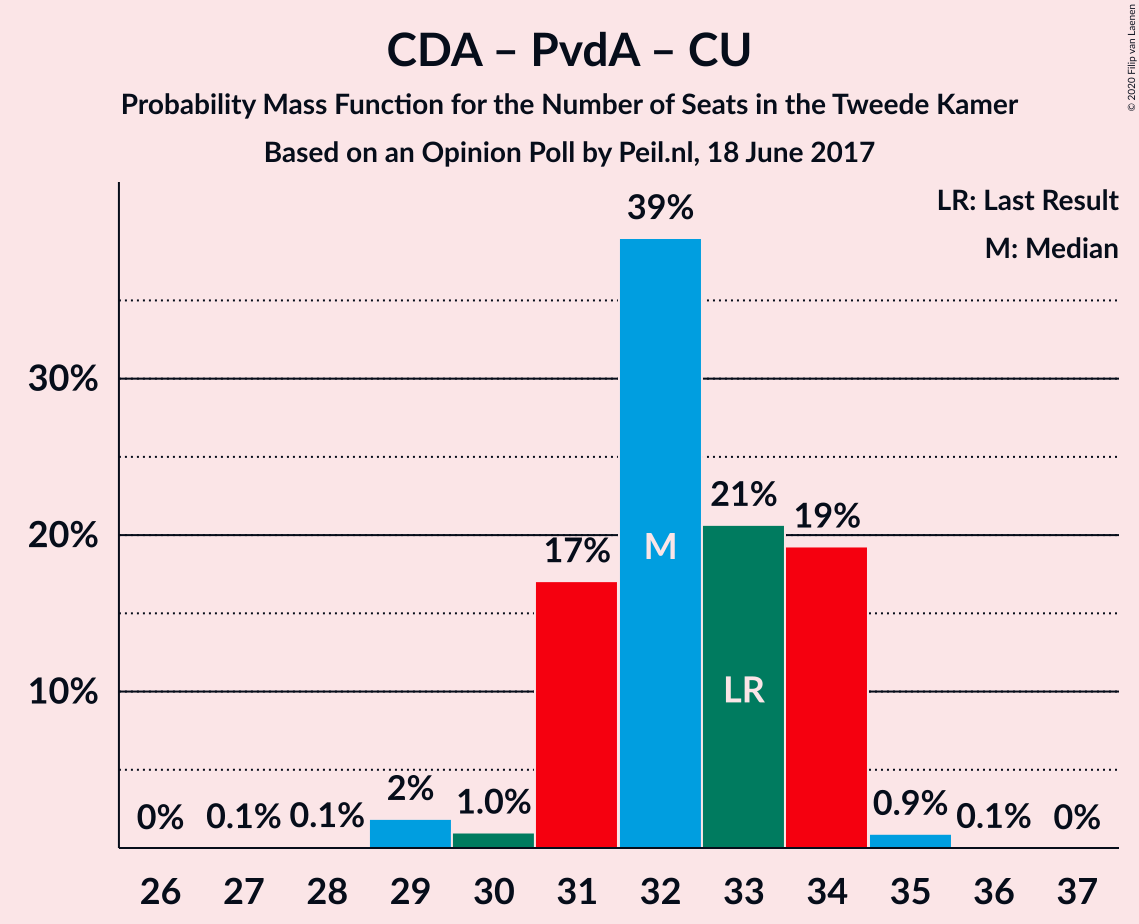 CDA – PvdA – CU
Probability Mass Function for the Number of Seats in the Tweede Kamer
Based on an Opinion Poll by Peil.nl, 18 June 2017
© 2020 Filip van Laenen
LR: Last Result
M: Median
30%
20%
10%
0%
0.1%
0.1%
2%
1.0%
17%
39%
21%
19%
0.9%
0.1%
0%
M
LR
26 27 28 29 30 31 32 33 34 35 36 37